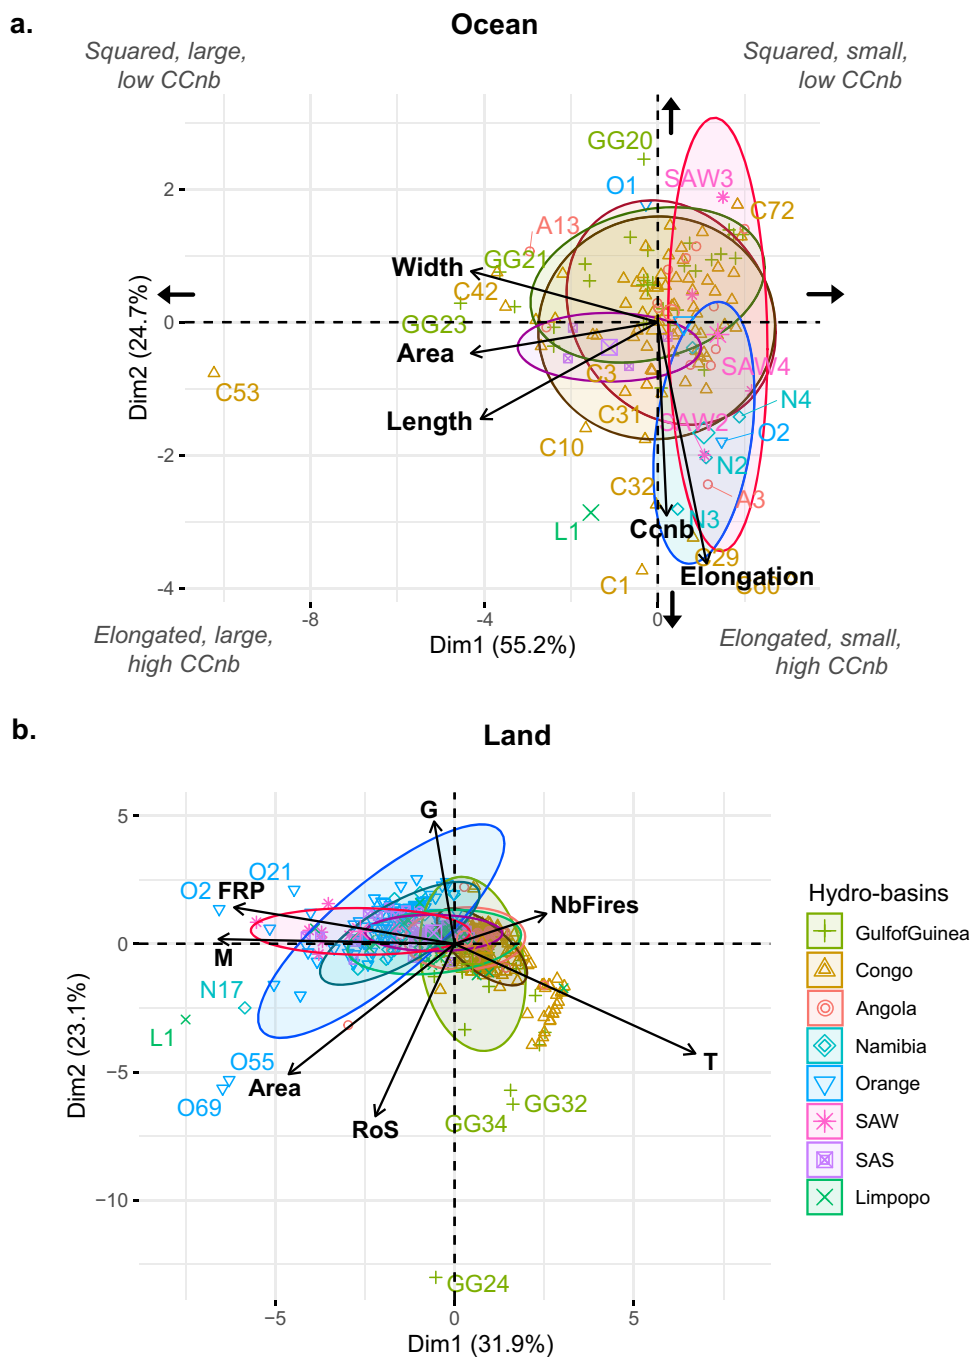 a.
Ocean
Squared, large,
low CCnb
Squared, small,
low CCnb
GG20
O1
SAW3
C72
A13
GG21
Width
C42
GG23
Area
C3
SAW4
C53
Length
C31
N4
C10
SAW2
O2
N2
C32
A3
L1
N3
Ccnb
C29
C1
Elongation
C60
2
0
-2
-4
Dim2 (24.7%)
-8
-4
0
Dim1 (55.2%)
Elongated, large,
high CCnb
Elongated, small,
high CCnb
b.
Land
G
O21
O2
FRP
NbFires
M
N17
L1
O55
Area
T
O69
GG32
GG34
RoS
GG24
5
0
−5
−10
Dim2 (23.1%)
−5
0
5
Dim1 (31.9%)
Hydro-basins
GulfofGuinea
Congo
Angola
Namibia
Orange
SAW
SAS
Limpopo